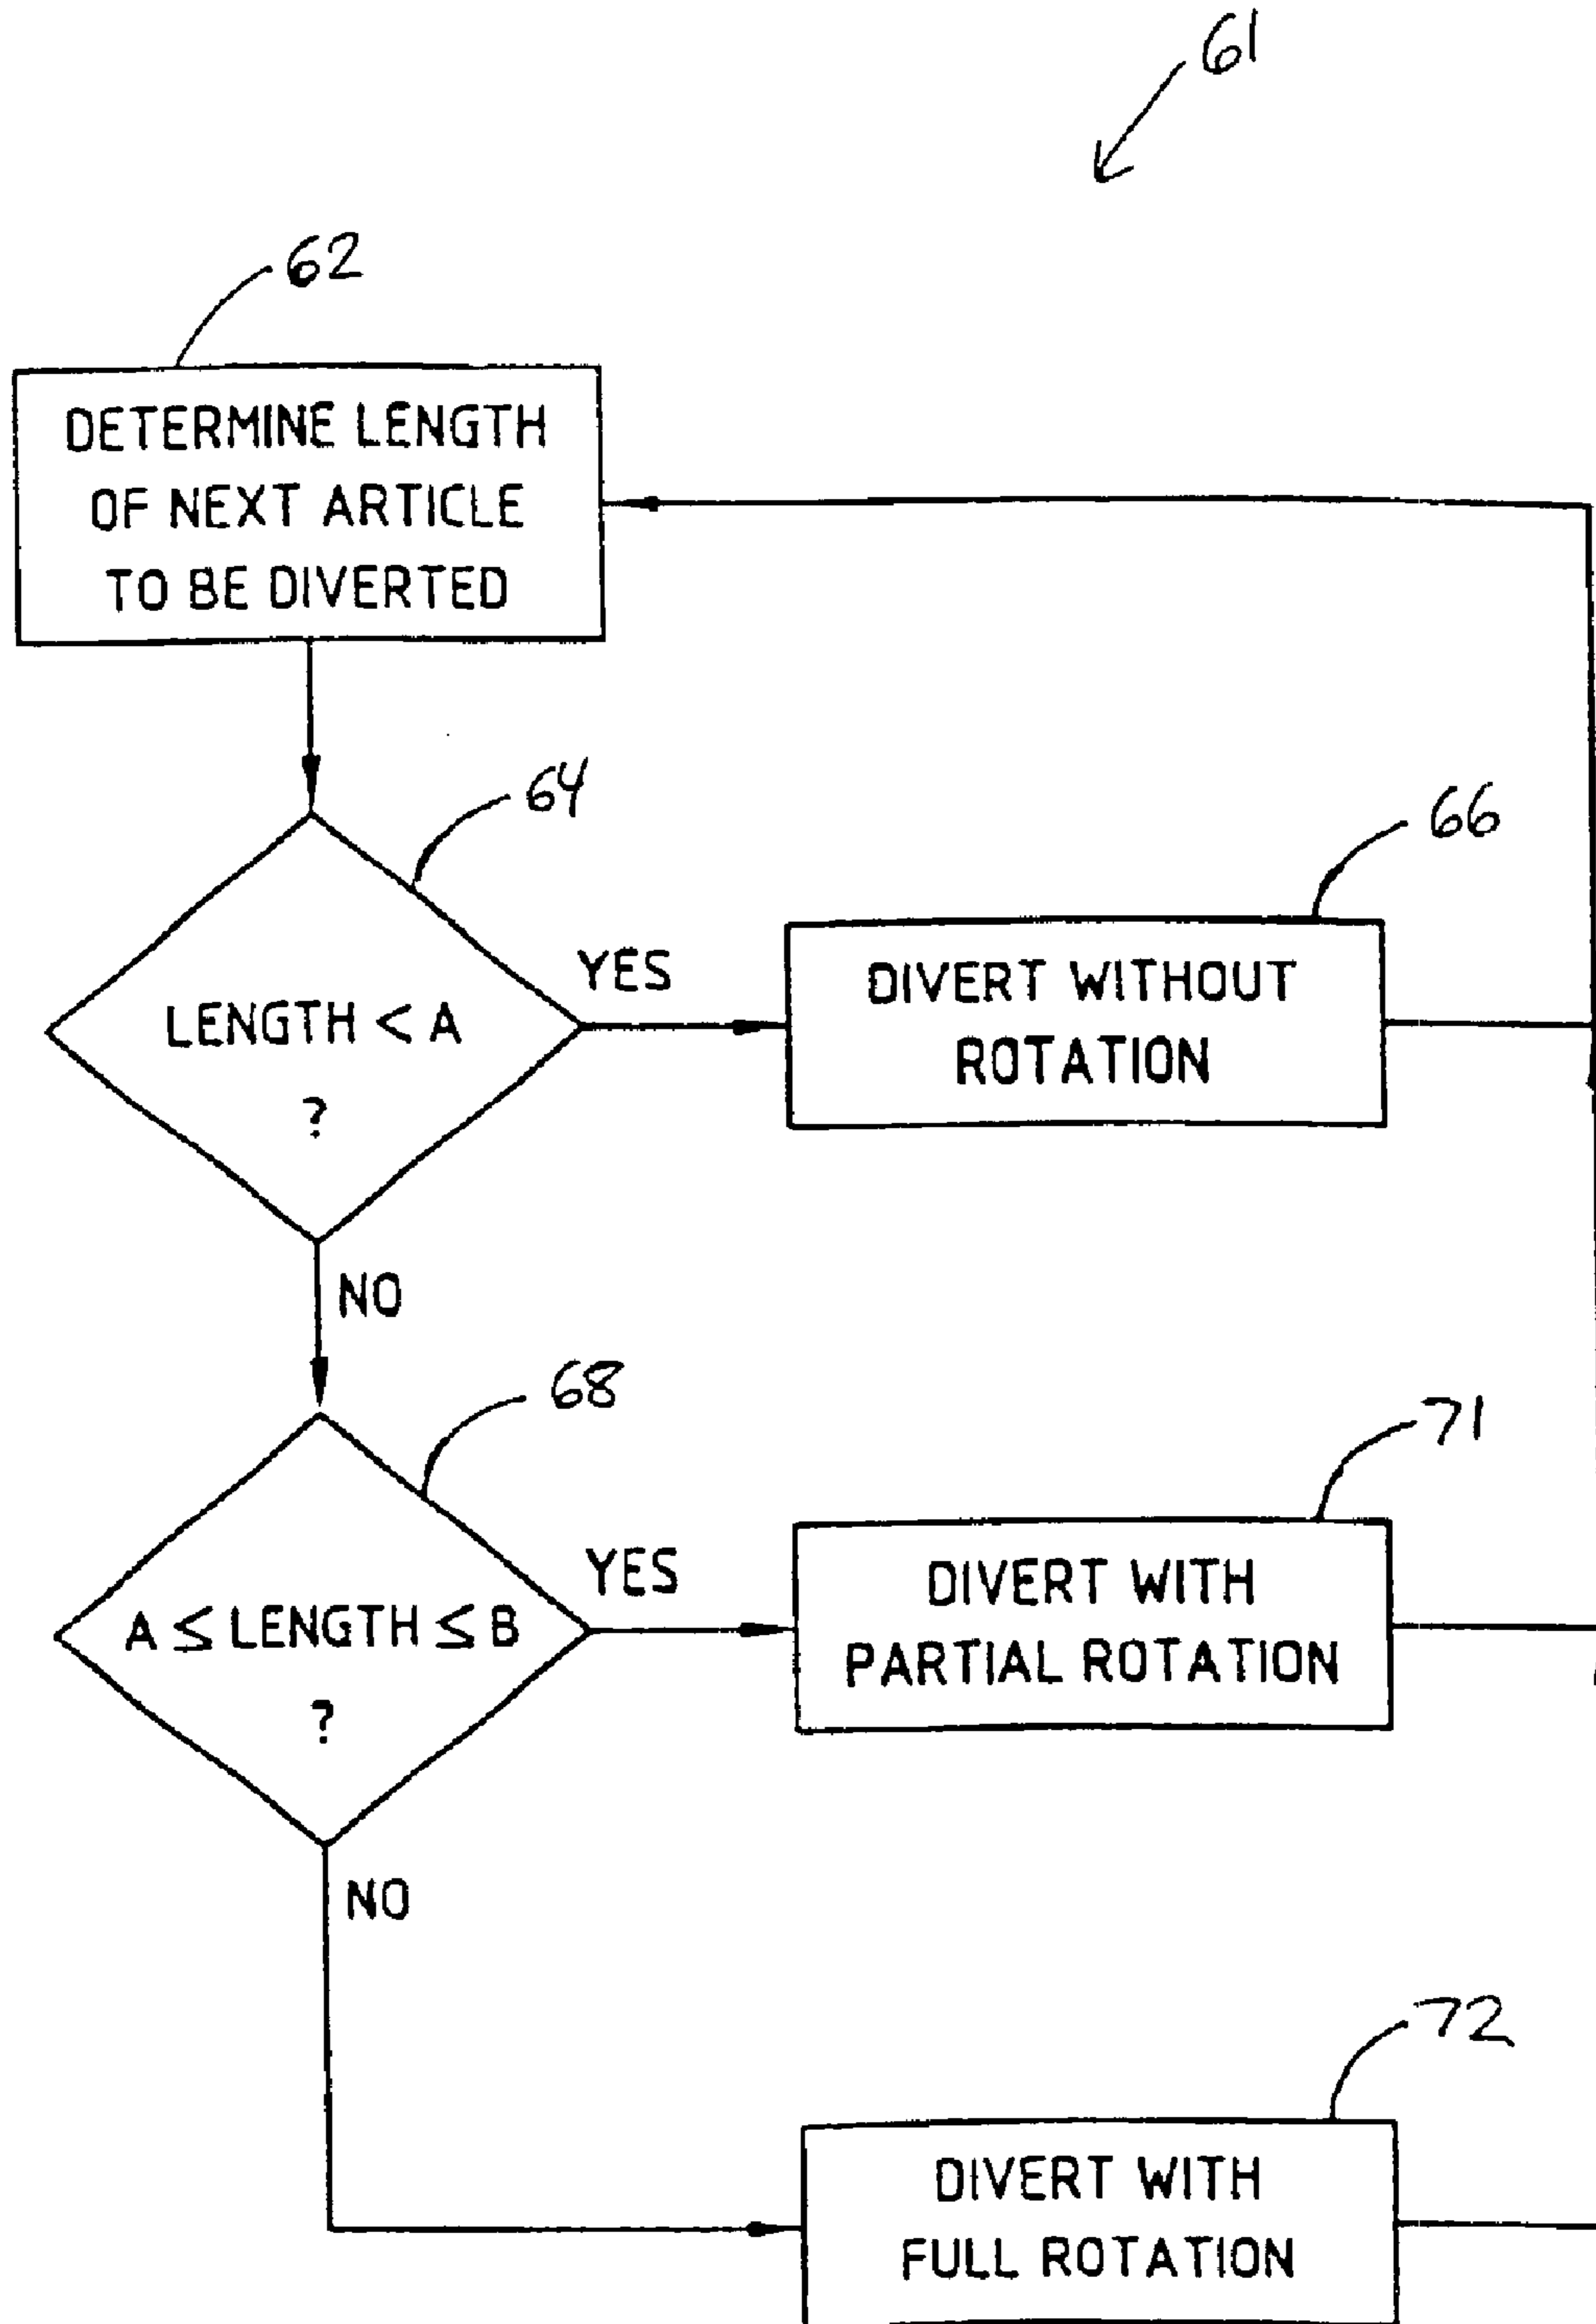 61
62
DETERMINE LENGTH
OF NEXT ARTICLE
TO BE DIVERTED
64
LENGTH < A
?
YES
66
DIVERT WITHOUT
ROTATION
NO
68
A ≤ LENGTH ≤ B
?
YES
71
DIVERT WITH
PARTIAL ROTATION
NO
72
DIVERT WITH
FULL ROTATION